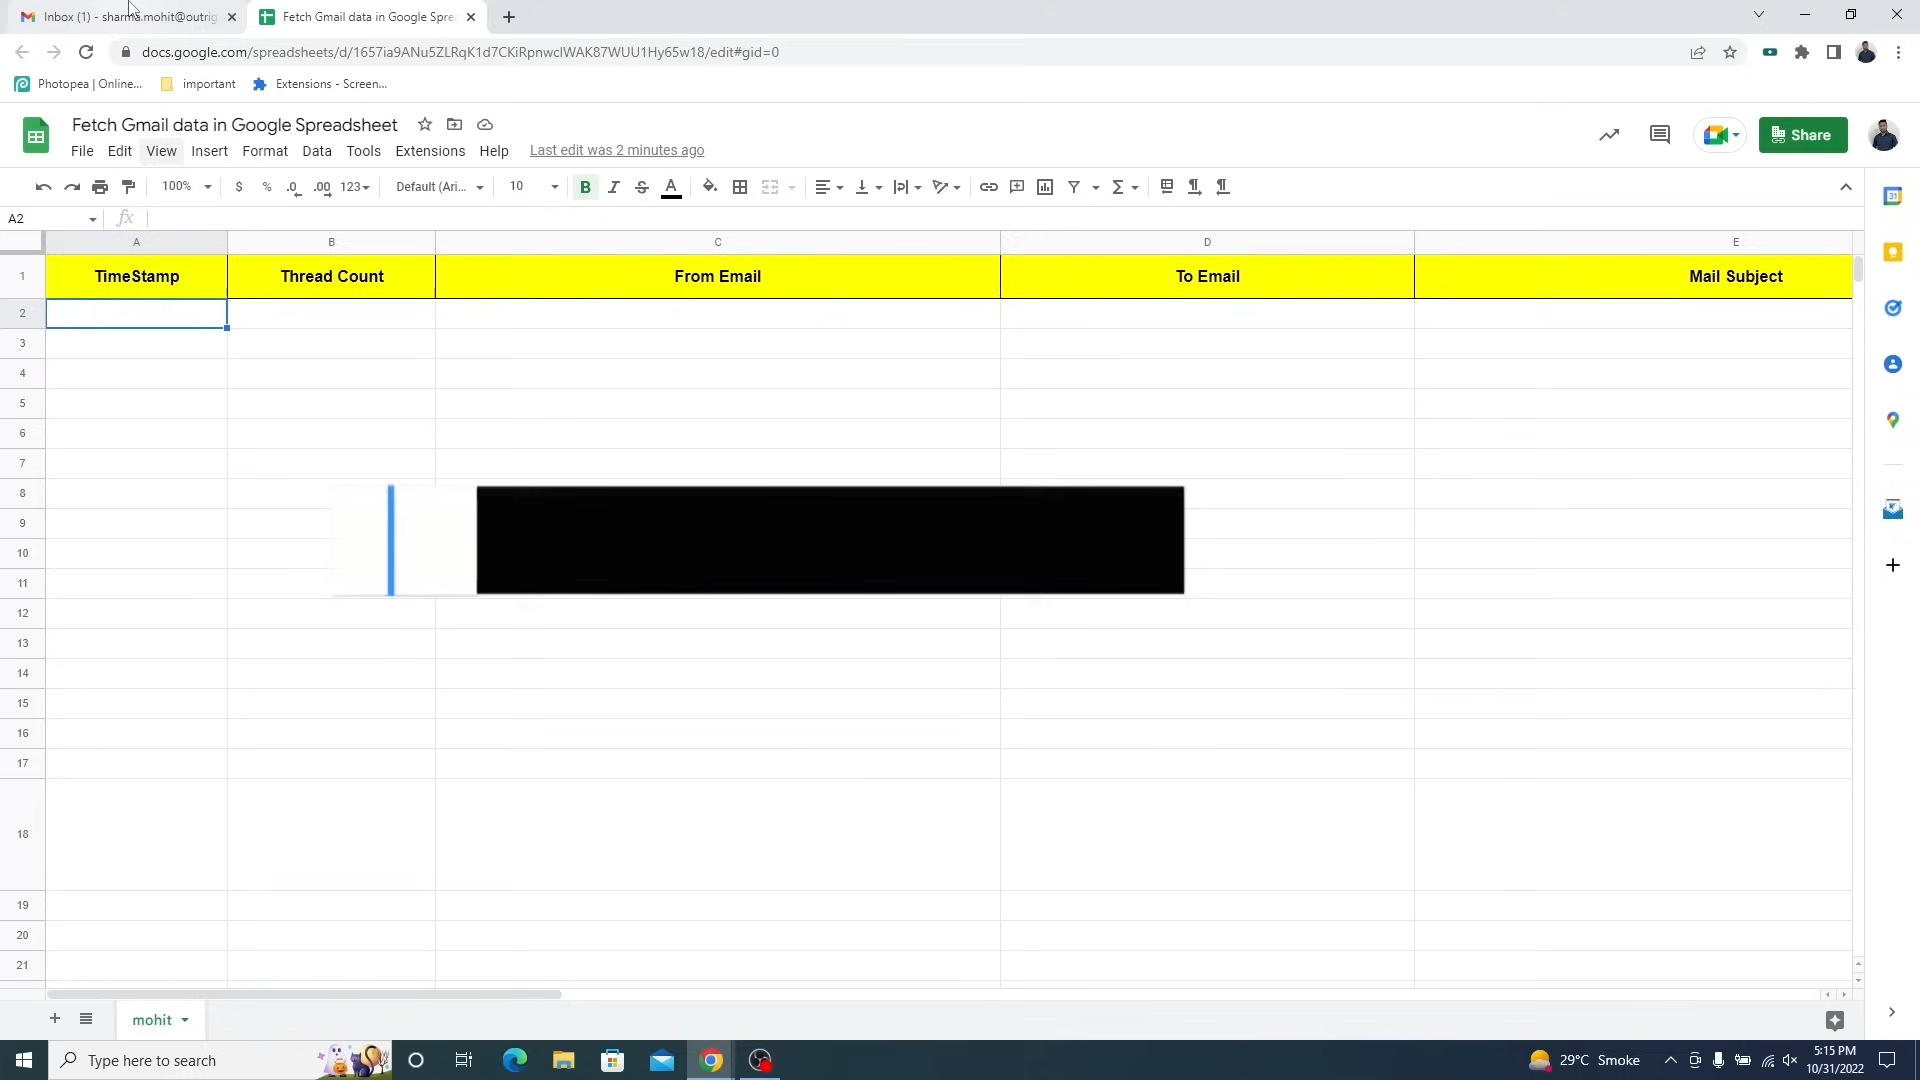 Inbox (1) - sharma.mohit@outrig
Fetch Gmail data in Google Spre
docs.google.com/spreadsheets/d/1657ia9ANu5ZLRqK1d7CKiRpnwclWAK87WUU1Hy65w18/edit#gid=0
Photopea | Online...
important
Extensions - Screen...
Fetch Gmail data in Google Spreadsheet
File Edit View Insert Format Data Tools Extensions Help Last edit was 2 minutes ago
Share
100% $ % .0 .00 123 Default (Ari... 10 B I S A
A2 fx
A B C D E
1 TimeStamp Thread Count From Email To Email Mail Subject
2
3
4
5
6
7
8
9
10
11
12
13
14
15
16
17
18
19
20
21
mohit
Type here to search
29°C Smoke
5:15 PM
10/31/2022